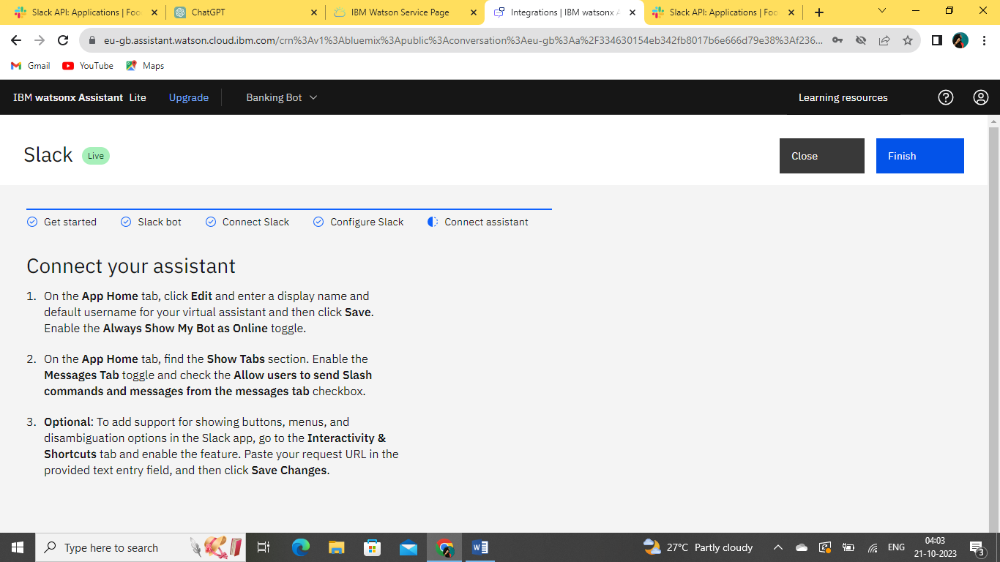 Slack API: Applications | Foo
ChatGPT
IBM Watson Service Page
Integrations | IBM watsonx A
Slack API: Applications | Foo
eu-gb.assistant.watson.cloud.ibm.com/crn%3Av1%3Abluemix%3Apublic%3Aconversation%3Aeu-gb%3Aa%2F334630154eb342fb8017b6e666d79e38%3Af236...
Gmail
YouTube
Maps
IBM watsonx Assistant Lite
Upgrade
Banking Bot
Learning resources
Slack
Live
Close
Finish
Get started
Slack bot
Connect Slack
Configure Slack
Connect assistant
Connect your assistant
1. On the App Home tab, click Edit and enter a display name and
default username for your virtual assistant and then click Save.
Enable the Always Show My Bot as Online toggle.
2. On the App Home tab, find the Show Tabs section. Enable the
Messages Tab toggle and check the Allow users to send Slash
commands and messages from the messages tab checkbox.
3. Optional: To add support for showing buttons, menus, and
disambiguation options in the Slack app, go to the Interactivity &
Shortcuts tab and enable the feature. Paste your request URL in the
provided text entry field, and then click Save Changes.
Type here to search
27°C Partly cloudy
ENG
04:03
21-10-2023
3